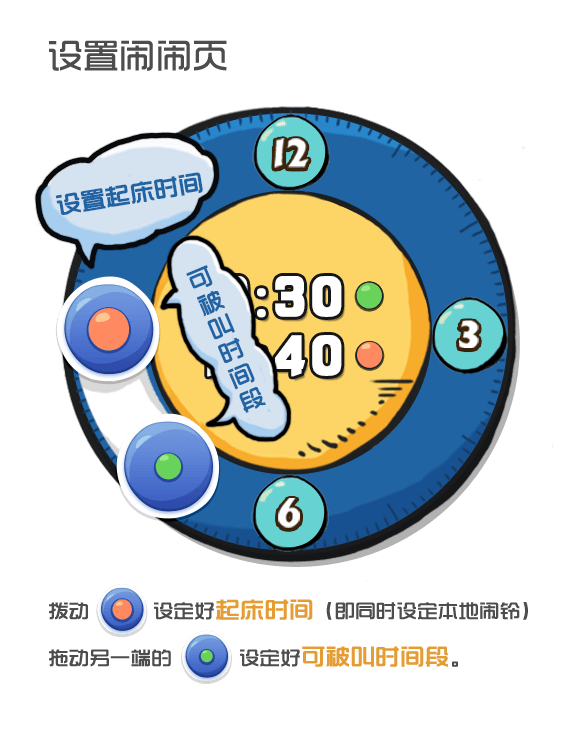 设置闹闹页
12
设置起床时间
可被叫时间段
:30
40
3
6
拨动 设定好起床时间（即同时设定本地闹铃）
拖动另一端的 设定好可被叫时间段。